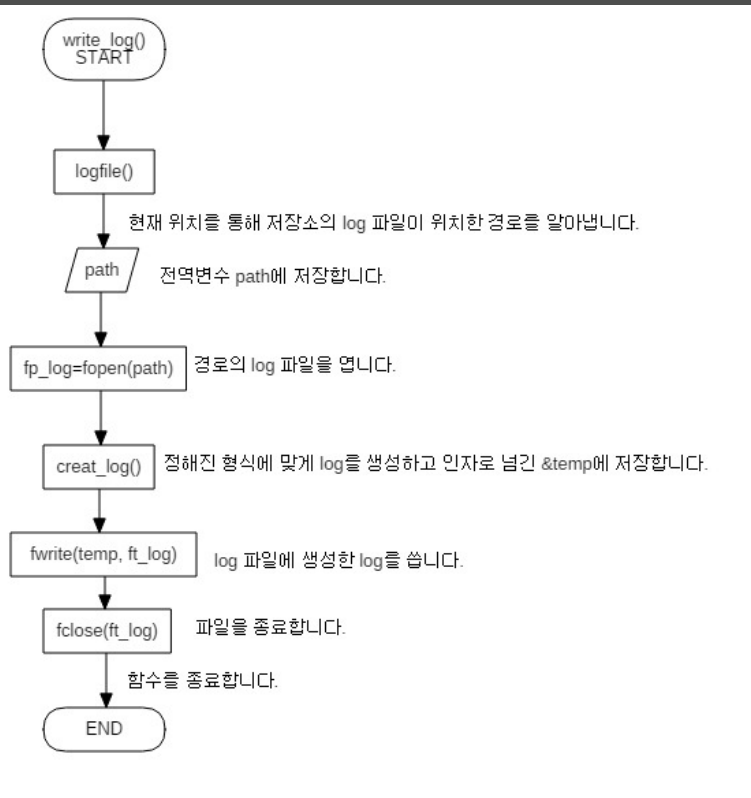 write_log()
START
logfile()
현재 위치를 통해 저장소의 log 파일이 위치한 경로를 알아냅니다.
path
전역변수 path에 저장합니다.
fp_log=fopen(path)
경로의 log 파일을 엽니다.
creat_log()
정해진 형식에 맞게 log를 생성하고 인자로 넘긴 &temp에 저장합니다.
fwrite(temp, ft_log)
log 파일에 생성한 log를 씁니다.
fclose(ft_log)
파일을 종료합니다.
함수를 종료합니다.
END